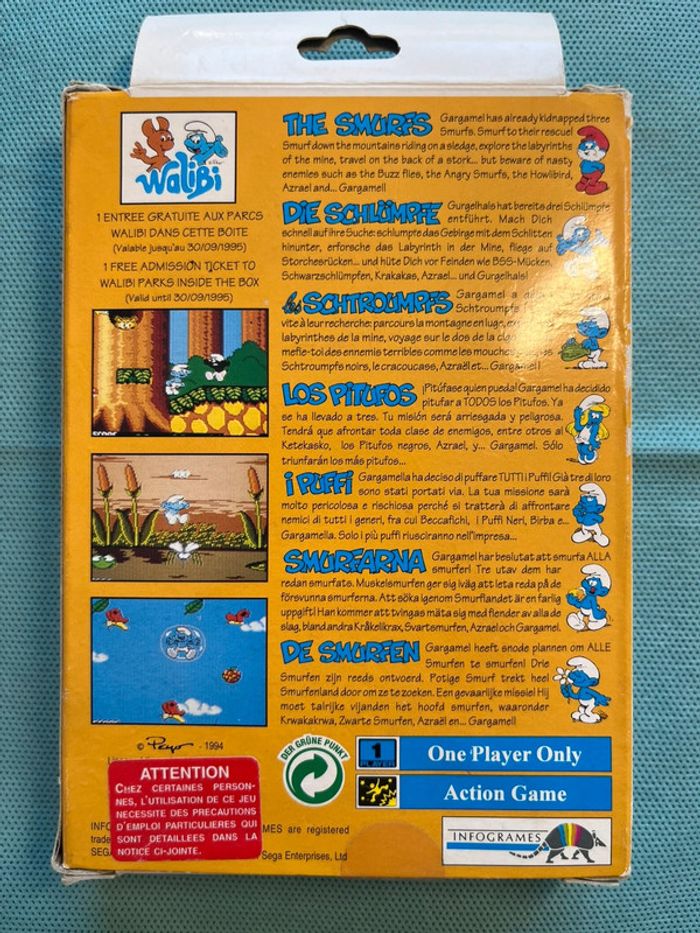 WaliBi
1 ENTREE GRATUITE AUX PARCS
WALIBI DANS CETTE BOITE
(Valable jusqu'au 30/09/1995)
1 FREE ADMISSION TICKET TO
WALIBI PARKS INSIDE THE BOX
(Valid until 30/09/1995)
THE SMURFS Gargamel has already kidnapped three
Smurfs. Smurf to their rescue!
Smurf down the mountains riding on a sledge, explore the labyrinths
of the mine, travel on the back of a stork... but beware of nasty
enemies such as the Buzz flies, the Angry Smurfs, the Howlibird,
Azrael and... Gargamel!
DIE SCHLÜMPFE Gurgelhals hat bereits drei Schlümpfe
entführt. Mach Dich
schnell auf ihre Suche: schlumpfe das Gebirge mit dem Schlitten
hinunter, erforsche das Labyrinth in der Mine, fliege auf
Storchesrücken... und hüte Dich vor Feinden wie BSS-Mücken,
Schwarzschlümpfen, Krakakas, Azrael... und Gurgelhals!
les SCHTROUMPFS Gargamel a
Schtroumpfs
vite à leur recherche: parcours la montagne en luge,
labyrinthes de la mine, voyage sur le dos de la
mefie-toi des ennemis terribles comme les mouches
Schtroumpfs noirs, le cracoucass, Azraël et... Gargamel!
LOS PITUFOS ¡Pitúfase quien pueda! Gargamel ha decidido
pitufar a TODOS los Pitufos. Ya
se ha llevado a tres. Tu misión será arriesgada y peligrosa.
Tendrá que afrontar toda clase de enemigos, entre otros al
Ketekasko, los Pitufos negros, Azrael, y... Gargamel. Sólo
triunfarán los más pitufos...
i PUFFI Gargamella ha deciso di puffare TUTTI i Puffi! Già tre di loro
sono stati portati via. La tua missione sarà
molto pericolosa e rischiosa perché si tratterà di affrontare
nemici di tutti i generi, fra cui Beccafichi, i Puffi Neri, Birba e...
Gargamella. Solo i più puffi riusciranno nell'impresa...
SMURFARNA Gargamel har beslutat att smurfa ALLA
smurfer! Tre utav dem har
redan smurfats. Muskelsmurfen ger sig iväg att leta reda på de
försvunna smurferna. Att söka igenom Smurflandet är en farlig
uppgift! Han kommer att tvingas mäta sig med fiender av alla de
slag, bland andra Kråkelikrax, Svartsmurfen, Azrael och Gargamel.
DE SMURFEN Gargamel heeft snode plannen om ALLE
Smurfen te smurfen! Drie
Smurfen zijn reeds ontvoerd. Potige Smurf trekt heel
Smurfenland door om ze te zoeken. Een gevaarlijke missie! Hij
moet talrijke vijanden het hoofd smurfen, waaronder
Krwakakrwa, Zwarte Smurfen, Azraël en... Gargamel!
© Peyo - 1994
ATTENTION
CHEZ CERTAINES PERSON-
NES, L'UTILISATION DE CE JEU
NECESSITE DES PRECAUTIONS
D'EMPLOI PARTICULIERES QUI
SONT DETAILLEES DANS LA
NOTICE CI-JOINTE.
MES are registered
trade
SEGA
Sega Enterprises, Ltd
DER GRÜNE PUNKT
1
PLAYER
One Player Only
Action Game
INFOGRAMES